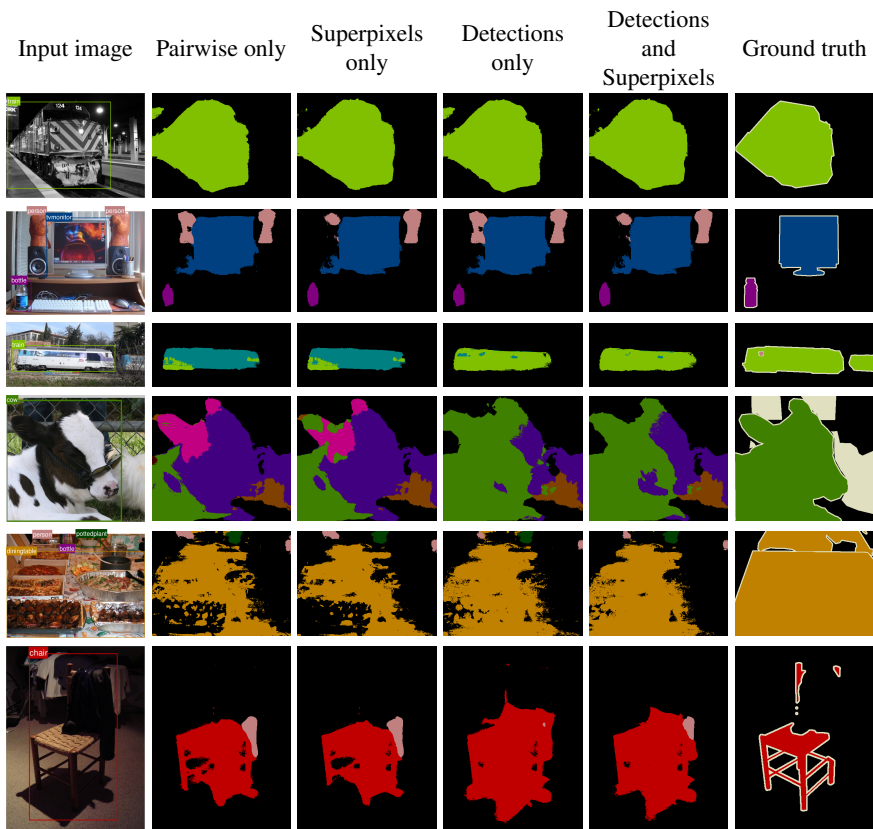 Input image
Pairwise only
Superpixels
only
Detections
only
Detections
and
Superpixels
Ground truth
train
124
person
tvmonitor
person
bottle
train
cow
person
pottedplant
diningtable
bottle
chair